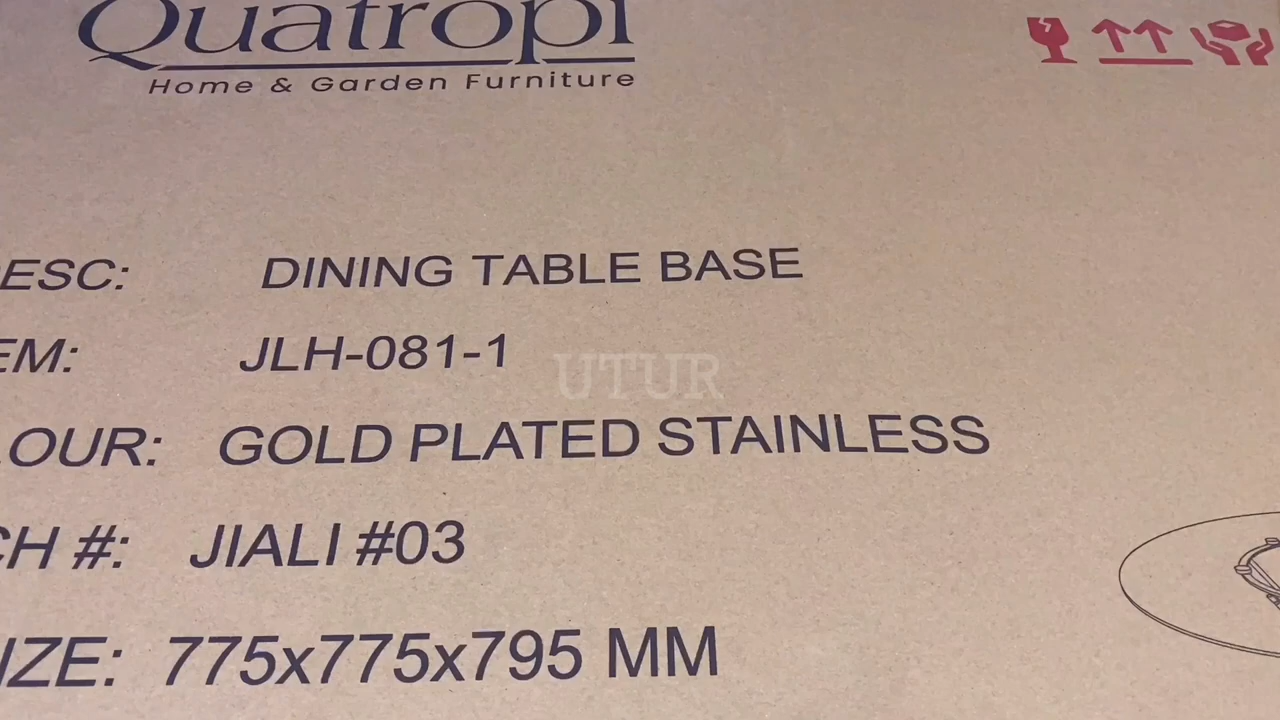 Quatropi
Home & Garden Furniture
ESC: DINING TABLE BASE
EM: JLH-081-1
UTUR
LOUR: GOLD PLATED STAINLESS
CH #: JIALI #03
IZE: 775x775x795 MM